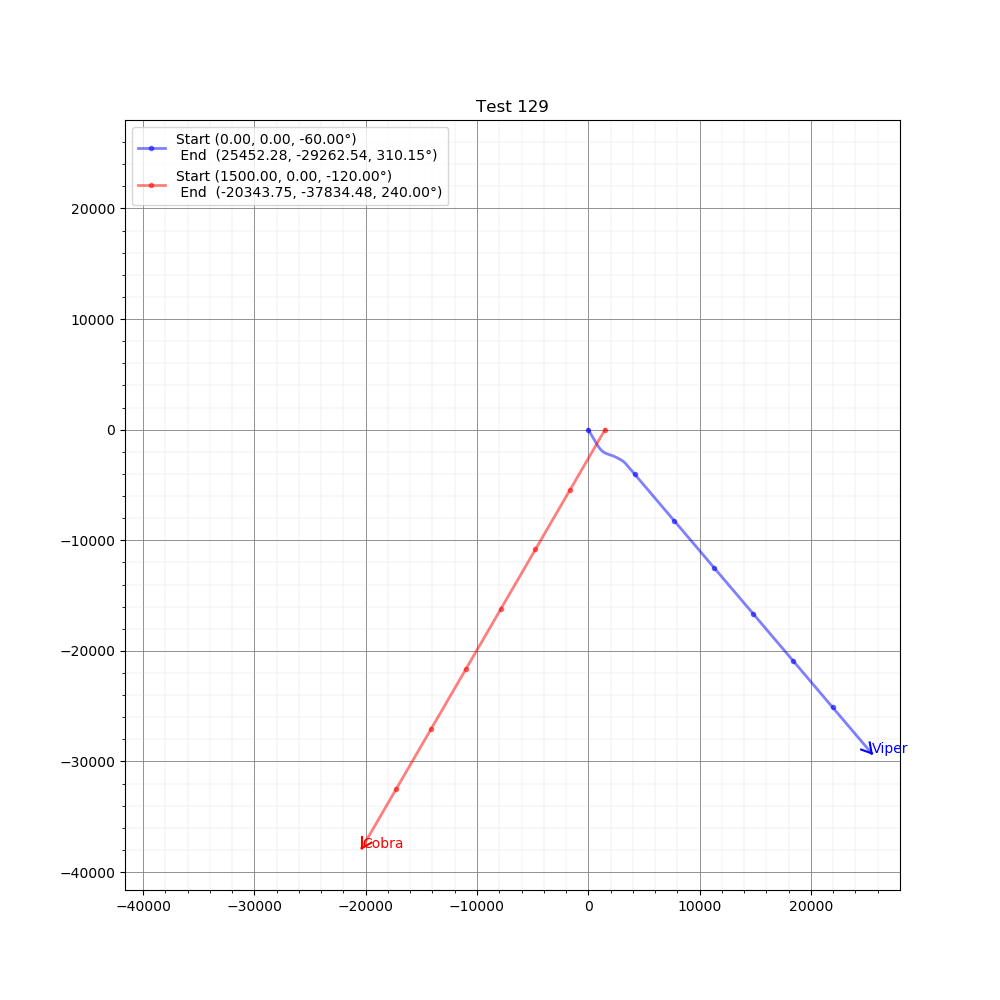 Test 129
Start (0.00, 0.00, -60.00°)
End (25452.28, -29262.54, 310.15°)
Start (1500.00, 0.00, -120.00°)
End (-20343.75, -37834.48, 240.00°)
20000
10000
0
−10000
−20000
−30000
−40000
Viper
Cobra
−40000 −30000 −20000 −10000 0 10000 20000